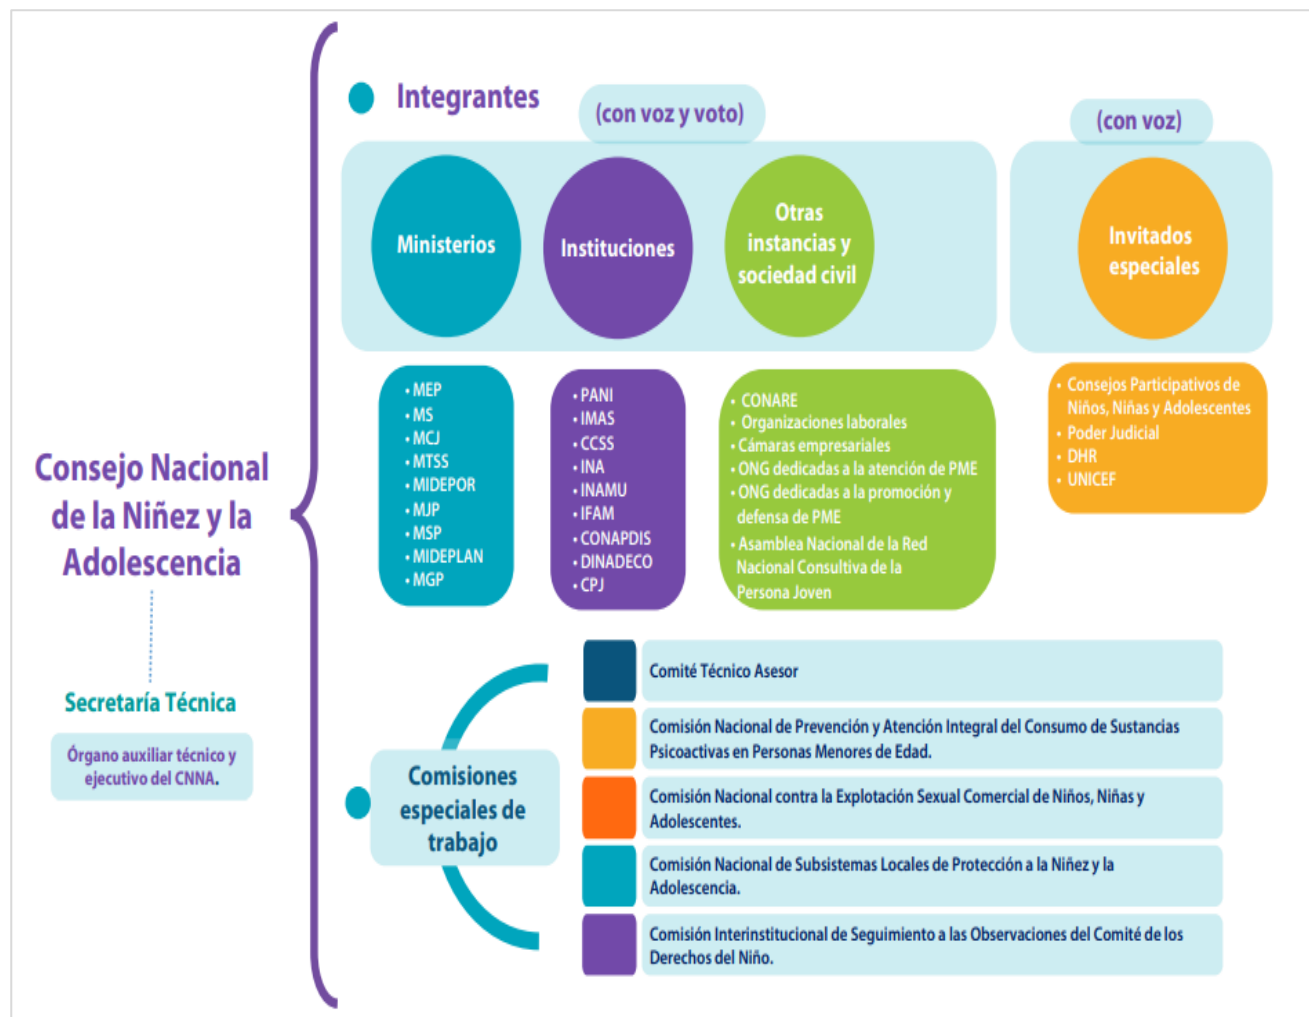 Integrantes
(con voz y voto)
(con voz)
Ministerios
Instituciones
Otras
instancias y
sociedad civil
Invitados
especiales
• MEP
• MS
• MCJ
• MTSS
• MIDEPOR
• MJP
• MSP
• MIDEPLAN
• MGP
• PANI
• IMAS
• CCSS
• INA
• INAMU
• IFAM
• CONAPDIS
• DINADECO
• CPJ
• CONARE
• Organizaciones laborales
• Cámaras empresariales
• ONG dedicadas a la atención de PME
• ONG dedicadas a la promoción y
defensa de PME
• Asamblea Nacional de la Red
Nacional Consultiva de la
Persona Joven
• Consejos Participativos de
Niños, Niñas y Adolescentes
• Poder Judicial
• DHR
• UNICEF
Consejo Nacional
de la Niñez y la
Adolescencia
Secretaría Técnica
Órgano auxiliar técnico y
ejecutivo del CNNA.
Comisiones
especiales de
trabajo
Comité Técnico Asesor
Comisión Nacional de Prevención y Atención Integral del Consumo de Sustancias
Psicoactivas en Personas Menores de Edad.
Comisión Nacional contra la Explotación Sexual Comercial de Niños, Niñas y
Adolescentes.
Comisión Nacional de Subsistemas Locales de Protección a la Niñez y la
Adolescencia.
Comisión Interinstitucional de Seguimiento a las Observaciones del Comité de los
Derechos del Niño.